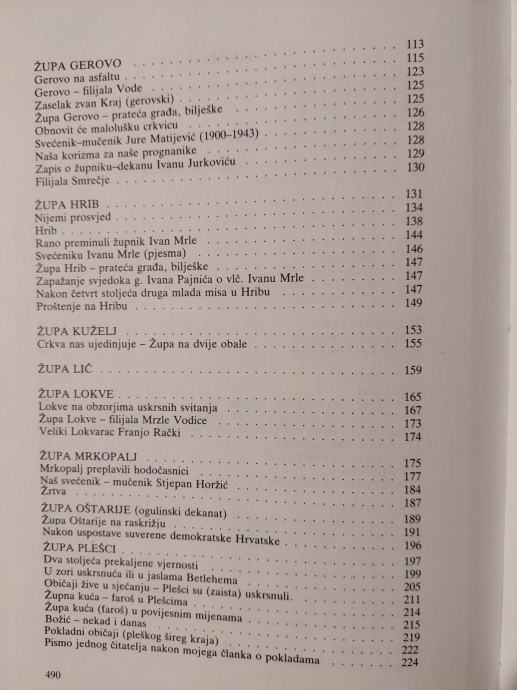 ŽUPA GEROVO . . . . . 113
Gerovo na asfaltu . . . . . 115
Gerovo – filijala Vode . . . . . 123
Zaselak zvan Kraj (gerovski) . . . . . 125
Župa Gerovo – prateća građa, bilješke . . . . . 125
Obnovit će malolušku crkvicu . . . . . 126
Svećenik–mučenik Jure Matijević (1900–1943) . . . . . 128
Naša korizma za naše prognanike . . . . . 128
Zapis o župniku–dekanu Ivanu Jurkoviću . . . . . 129
Filijala Smrečje . . . . . 130
ŽUPA HRIB . . . . . 131
Nijemi prosvjed . . . . . 134
Hrib . . . . . 138
Rano preminuli župnik Ivan Mrle . . . . . 144
Svećeniku Ivanu Mrle (pjesma) . . . . . 146
Župa Hrib – prateća građa, bilješke . . . . . 147
Zapažanje svjedoka g. Ivana Pajnića o vlč. Ivanu Mrle . . . . . 147
Nakon četvrt stoljeća druga mlada misa u Hribu . . . . . 147
Proštenje na Hribu . . . . . 149
ŽUPA KUŽELJ . . . . . 153
Crkva nas ujedinjuje – Župa na dvije obale . . . . . 155
ŽUPA LIČ . . . . . 159
ŽUPA LOKVE . . . . . 165
Lokve na obzorjima uskrsnih svitanja . . . . . 167
Župa Lokve – filijala Mrzle Vodice . . . . . 173
Veliki Lokvarac Franjo Rački . . . . . 174
ŽUPA MRKOPALJ . . . . . 175
Mrkopalj preplavili hodočasnici . . . . . 177
Naš svećenik – mučenik Stjepan Horžić . . . . . 184
Žrtva . . . . . 187
ŽUPA OŠTARIJE (ogulinski dekanat) . . . . . 189
Župa Oštarije na raskrižju . . . . . 191
Nakon uspostave suverene demokratske Hrvatske . . . . . 196
ŽUPA PLEŠCI . . . . . 197
Dva stoljeća prekaljene vjernosti . . . . . 199
U zori uskrsnuća ili u jaslama Betlehema . . . . . 205
Običaji žive u sjećanju – Plešci su (zaista) uskrsnuli. . . . . . 211
Župna kuća – faroš u Plešcima . . . . . 214
Župa kuća (faroš) u povijesnim mijenama . . . . . 215
Božić – nekad i danas . . . . . 219
Pokladni običaji (pleškog šireg kraja) . . . . . 222
Pismo jednog čitatelja nakon mojega članka o pokladama . . . . . 224
490